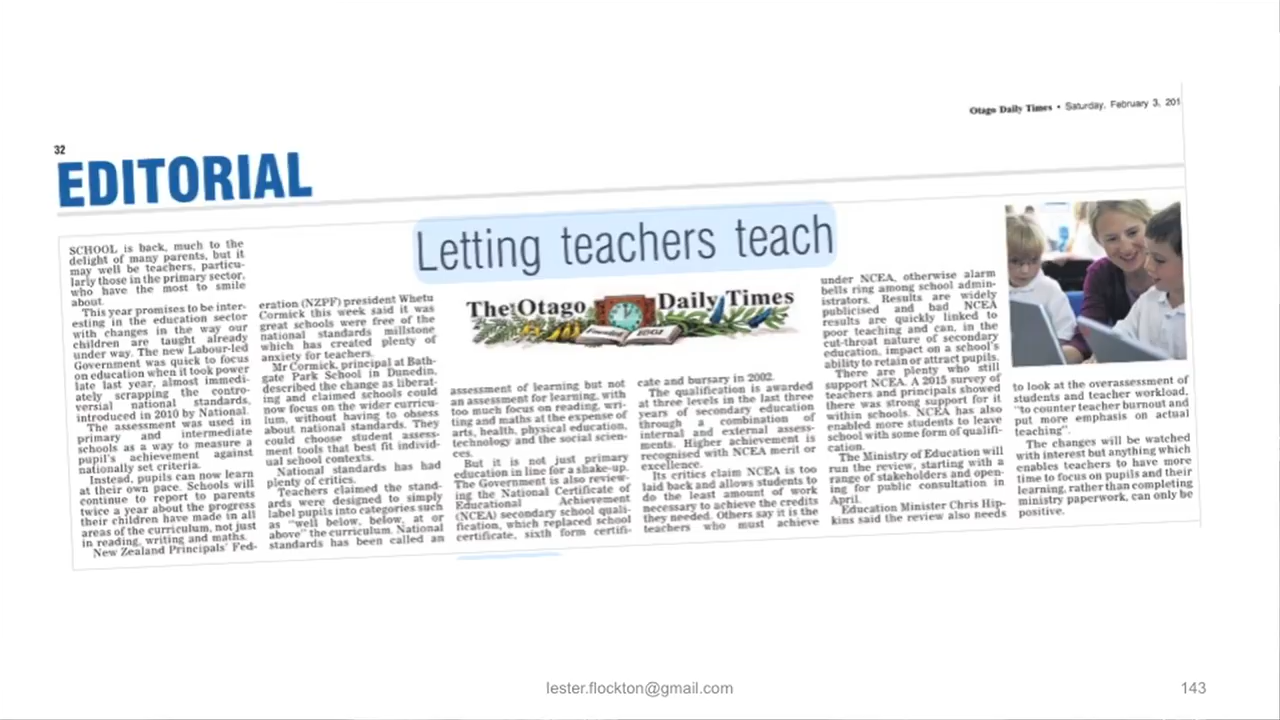 Otago Daily Times • Saturday, February 3, 201
32
EDITORIAL
Letting teachers teach
SCHOOL is back, much to the
delight of many parents, but it
may well be teachers, particu-
larly those in the primary sector,
who have the most to smile
about.
This year promises to be inter-
esting in the education sector
with changes in the way our
children are taught already
under way. The new Labour-led
Government was quick to focus
on education when it took power
late last year, almost immedi-
ately scrapping the contro-
versial national standards,
introduced in 2010 by National.
The assessment was used in
primary and intermediate
schools as a way to measure a
pupil's achievement against
nationally set criteria.
Instead, pupils can now learn
at their own pace. Schools will
continue to report to parents
twice a year about the progress
their children have made in all
areas of the curriculum, not just
in reading, writing and maths.
New Zealand Principals' Fed-
eration (NZPF) president Whetu
Cormick this week said it was
great schools were free of the
national standards millstone
which has created plenty of
anxiety for teachers.
Mr Cormick, principal at Bath-
gate Park School in Dunedin,
described the change as liberat-
ing and claimed schools could
now focus on the wider curricu-
lum, without having to obsess
about national standards. They
could choose student assess-
ment tools that best fit individ-
ual school contexts.
National standards has had
plenty of critics.
Teachers claimed the stand-
ards were designed to simply
label pupils into categories such
as "well below, below, at or
above" the curriculum. National
standards has been called an
The Otago Daily Times
assessment of learning but not
an assessment for learning, with
too much focus on reading, wri-
ting and maths at the expense of
arts, health, physical education,
technology and the social scien-
ces.
But it is not just primary
education in line for a shake-up.
The Government is also review-
ing the National Certificate of
Educational Achievement
(NCEA) secondary school quali-
fication, which replaced school
certificate, sixth form certifi-
cate and bursary in 2002.
The qualification is awarded
at three levels in the last three
years of secondary education
through a combination of
internal and external assess-
ments. Higher achievement is
recognised with NCEA merit or
excellence.
Its critics claim NCEA is too
laid back and allows students to
do the least amount of work
necessary to achieve the credits
they needed. Others say it is the
teachers who must achieve
under NCEA, otherwise alarm
bells ring among school admin-
istrators. Results are widely
publicised and bad NCEA
results are quickly linked to
poor teaching and can, in the
cut-throat nature of secondary
education, impact on a school's
ability to retain or attract pupils.
There are plenty who still
support NCEA. A 2015 survey of
teachers and principals showed
there was strong support for it
within schools. NCEA has also
enabled more students to leave
school with some form of qualifi-
cation.
The Ministry of Education will
run the review, starting with a
range of stakeholders and open-
ing for public consultation in
April.
Education Minister Chris Hip-
kins said the review also needs
to look at the overassessment of
students and teacher workload,
"to counter teacher burnout and
put more emphasis on actual
teaching".
The changes will be watched
with interest but anything which
enables teachers to have more
time to focus on pupils and their
learning, rather than completing
ministry paperwork, can only be
positive.
lester.flockton@gmail.com
143